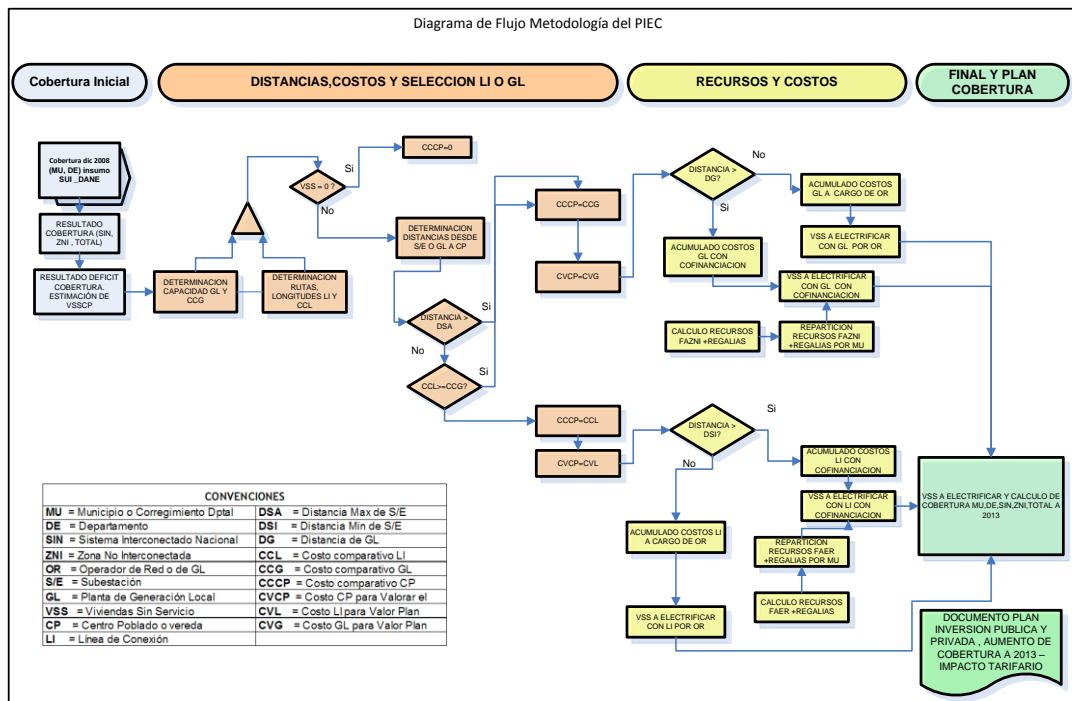 Diagrama de Flujo Metodología del PIEC
Cobertura Inicial
DISTANCIAS,COSTOS Y SELECCION LI O GL
RECURSOS Y COSTOS
FINAL Y PLAN
COBERTURA
Cobertura dic 2008
(MU, DE) insumo
SUI _DANE
RESULTADO
COBERTURA (SIN,
ZNI , TOTAL)
RESULTADO DEFICIT
COBERTURA.
ESTIMACIÓN DE
VSSCP
DETERMINACION
CAPACIDAD GL Y
CCG
DETERMINACION
RUTAS,
LONGITUDES LI Y
CCL
VSS = 0 ?
Si
No
CCCP=0
DETERMINACION
DISTANCIAS DESDE
S/E O GL A CP
DISTANCIA >
DSA
Si
No
CCL>=CCG?
Si
CCCP=CCG
CVCP=CVG
CCCP=CCL
CVCP=CVL
DISTANCIA >
DG?
No
Si
ACUMULADO COSTOS
GL A CARGO DE OR
VSS A ELECTRIFICAR
CON GL POR OR
ACUMULADO COSTOS
GL CON
COFINANCIACION
VSS A ELECTRIFICAR
CON GL CON
COFINANCIACION
CALCULO RECURSOS
FAZNI +REGALIAS
REPARTICION
RECURSOS FAZNI
+REGALIAS POR MU
DISTANCIA >
DSI?
Si
No
ACUMULADO COSTOS
LI CON
COFINANCIACION
VSS A ELECTRIFICAR
CON LI CON
COFINANCIACION
REPARTICION
RECURSOS FAER
+REGALIAS POR MU
CALCULO RECURSOS
FAER +REGALIAS
ACUMULADO COSTOS LI
A CARGO DE OR
VSS A ELECTRIFICAR
CON LI POR OR
VSS A ELECTRIFICAR Y CALCULO DE
COBERTURA MU,DE,SIN,ZNI,TOTAL A
2013
DOCUMENTO PLAN
INVERSION PUBLICA Y
PRIVADA , AUMENTO DE
COBERTURA A 2013 –
IMPACTO TARIFARIO
CONVENCIONES
MU = Municipio o Corregimiento Dptal
DSA = Distancia Max de S/E
DE = Departamento
DSI = Distancia Min de S/E
SIN = Sistema Interconectado Nacional
DG = Distancia de GL
ZNI = Zona No Interconectada
CCL = Costo comparativo LI
OR = Operador de Red o de GL
CCG = Costo comparativo GL
S/E = Subestación
CCCP = Costo comparativo CP
GL = Planta de Generación Local
CVCP = Costo CP para Valorar el
VSS = Viviendas Sin Servicio
CVL = Costo LI para Valor Plan
CP = Centro Poblado o vereda
CVG = Costo GL para Valor Plan
LI = Línea de Conexión